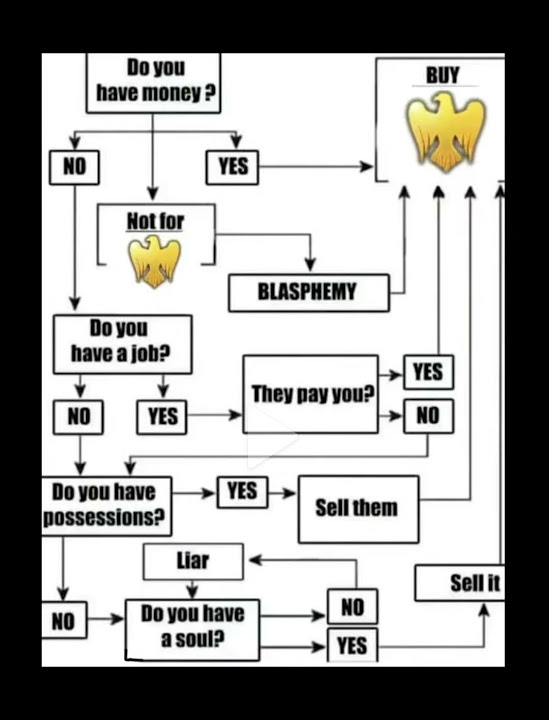 Do you
have money ?
BUY
NO
YES
Not for
BLASPHEMY
Do you
have a job?
They pay you?
YES
NO
YES
NO
Do you have
possessions?
YES
Sell them
Liar
Sell it
NO
Do you have
a soul?
NO
YES